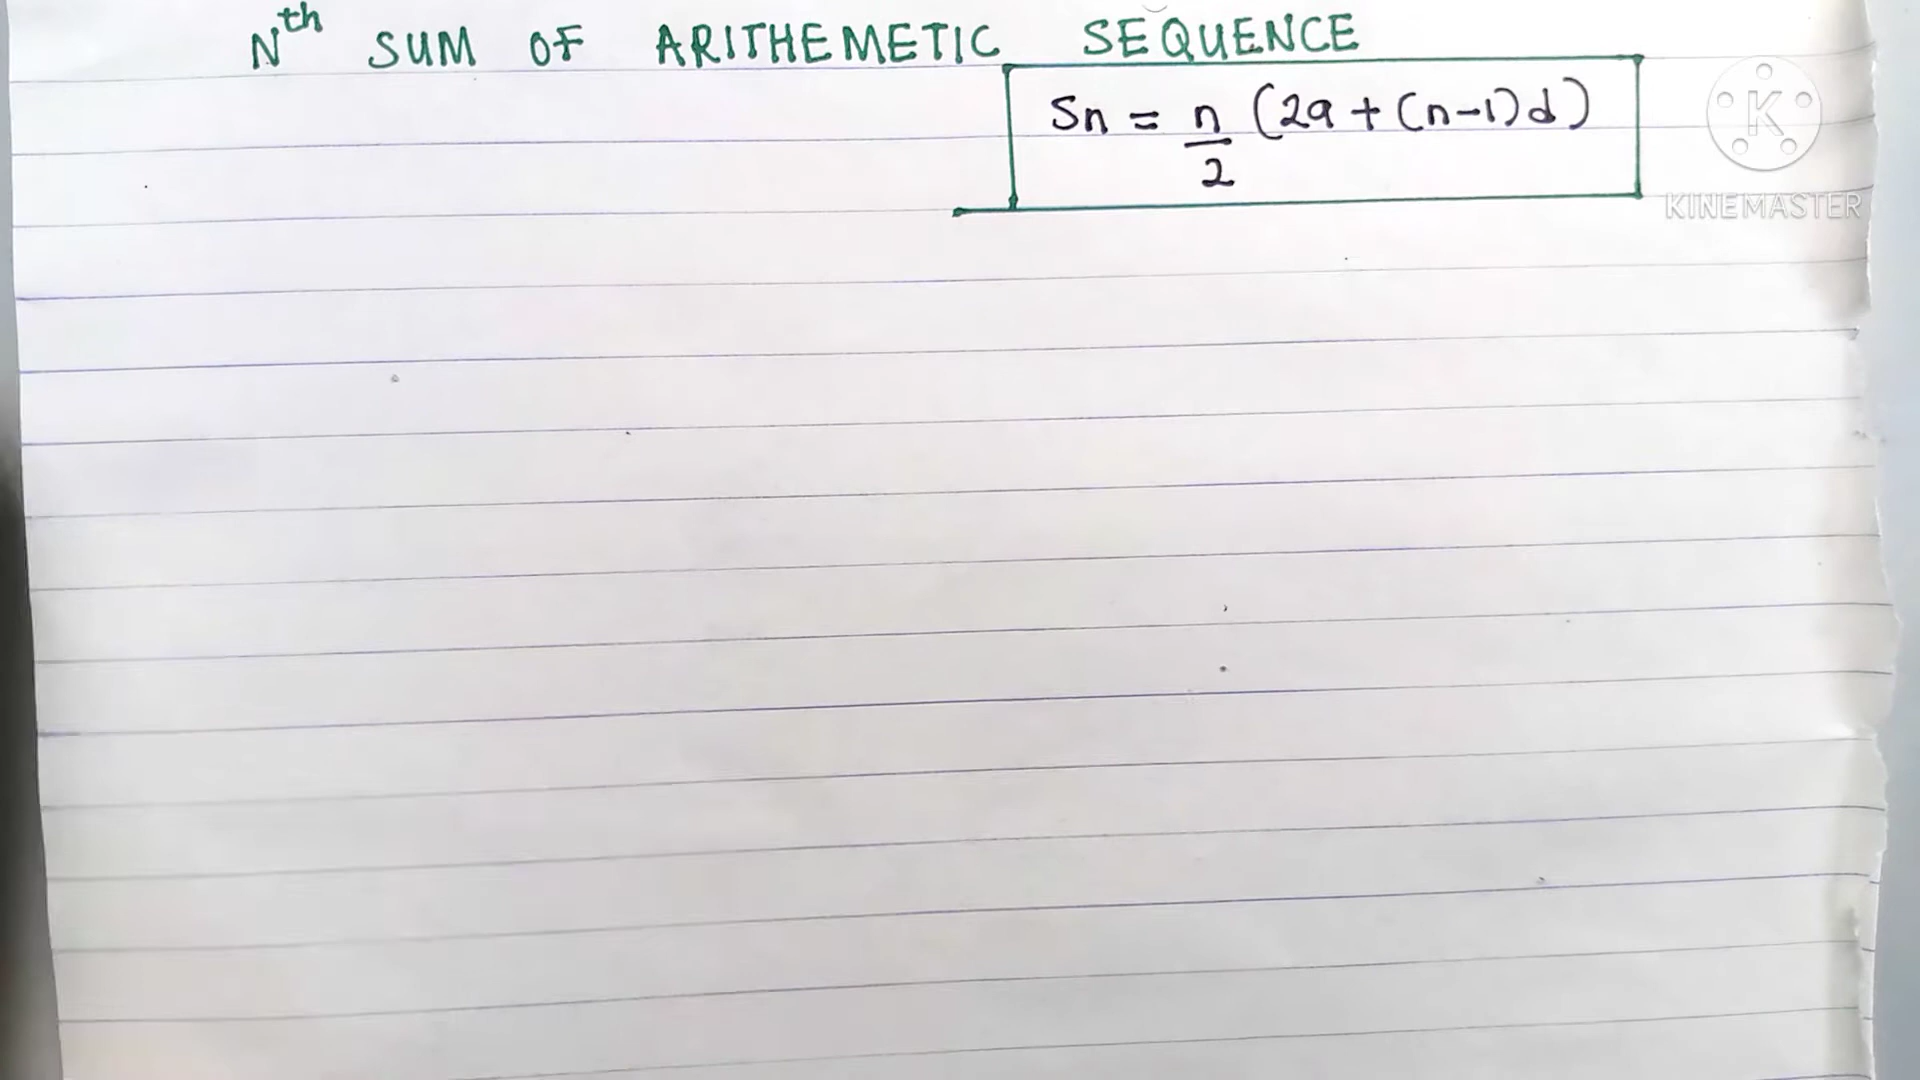 Nth SUM OF ARITHEMETIC SEQUENCE
Sn = n/2 (2a + (n-1)d)
K
KINEMASTER